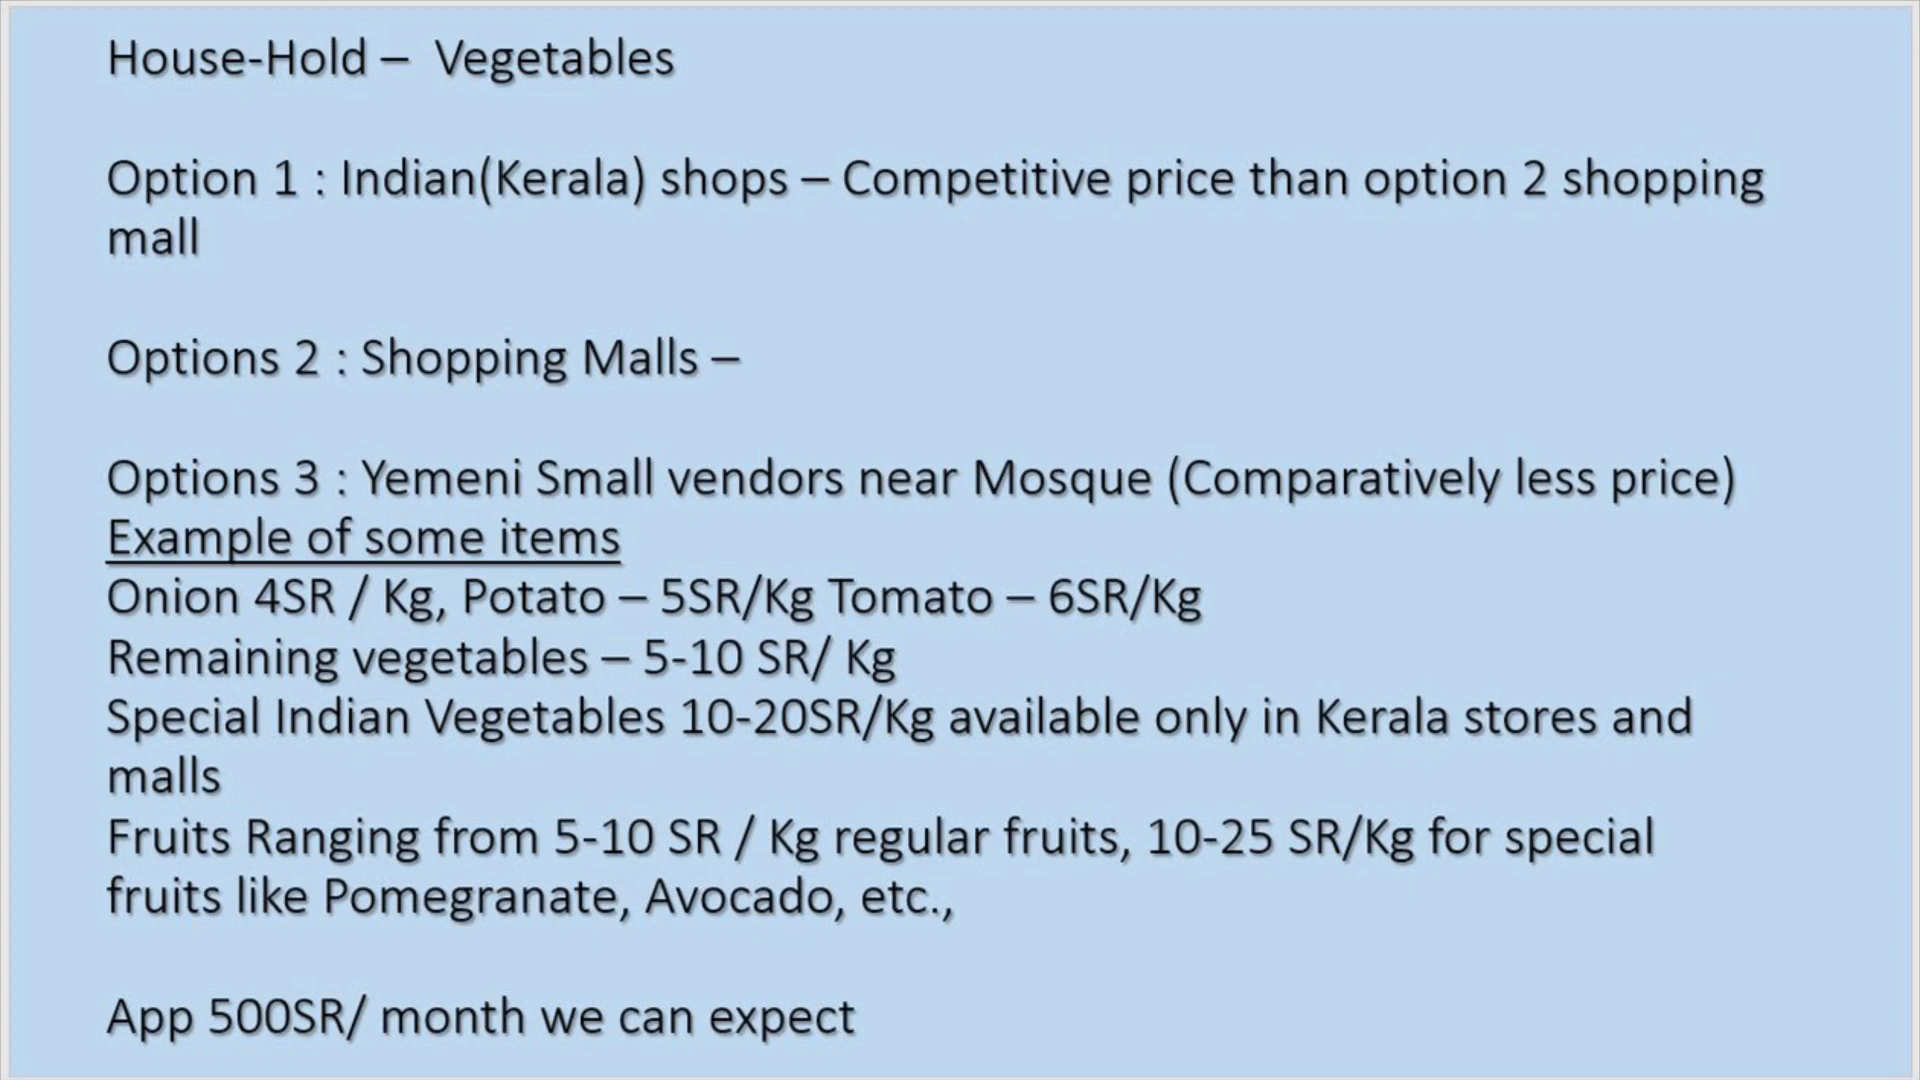 House-Hold – Vegetables
Option 1 : Indian(Kerala) shops – Competitive price than option 2 shopping
mall
Options 2 : Shopping Malls –
Options 3 : Yemeni Small vendors near Mosque (Comparatively less price)
Example of some items
Onion 4SR / Kg, Potato – 5SR/Kg Tomato – 6SR/Kg
Remaining vegetables – 5-10 SR/ Kg
Special Indian Vegetables 10-20SR/Kg available only in Kerala stores and
malls
Fruits Ranging from 5-10 SR / Kg regular fruits, 10-25 SR/Kg for special
fruits like Pomegranate, Avocado, etc.,
App 500SR/ month we can expect